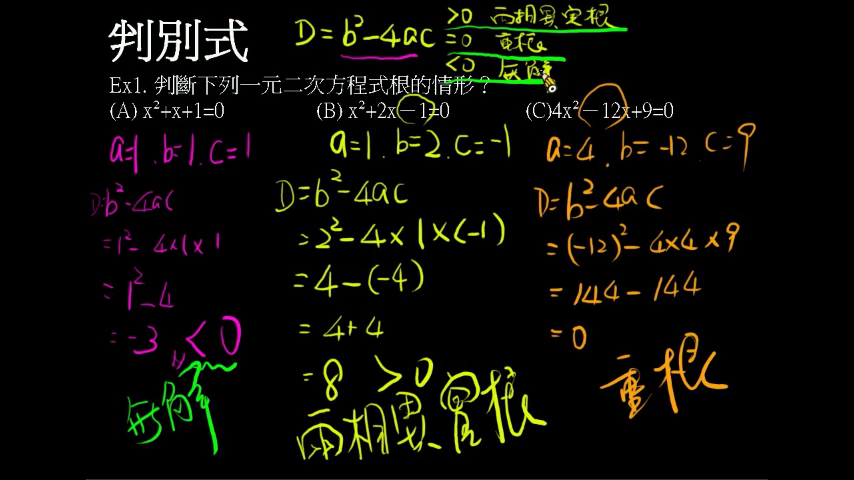 判別式
D=b²-4ac
>0 兩相異實根
=0 重根
<0 無解
Ex1. 判斷下列一元二次方程式根的情形？
(A) x²+x+1=0 (B) x²+2x－1=0 (C)4x²－12x+9=0
a=1.b=1.c=1
D=b²-4ac
=1²-4×1×1
=1²-4
=-3 <0
無解
a=1.b=2.c=-1
D=b²-4ac
=2²-4×1×(-1)
=4-(-4)
=4+4
=8 >0
兩相異實根
a=4.b=-12.c=9
D=b²-4ac
=(-12)²-4×4×9
=144-144
=0
重根